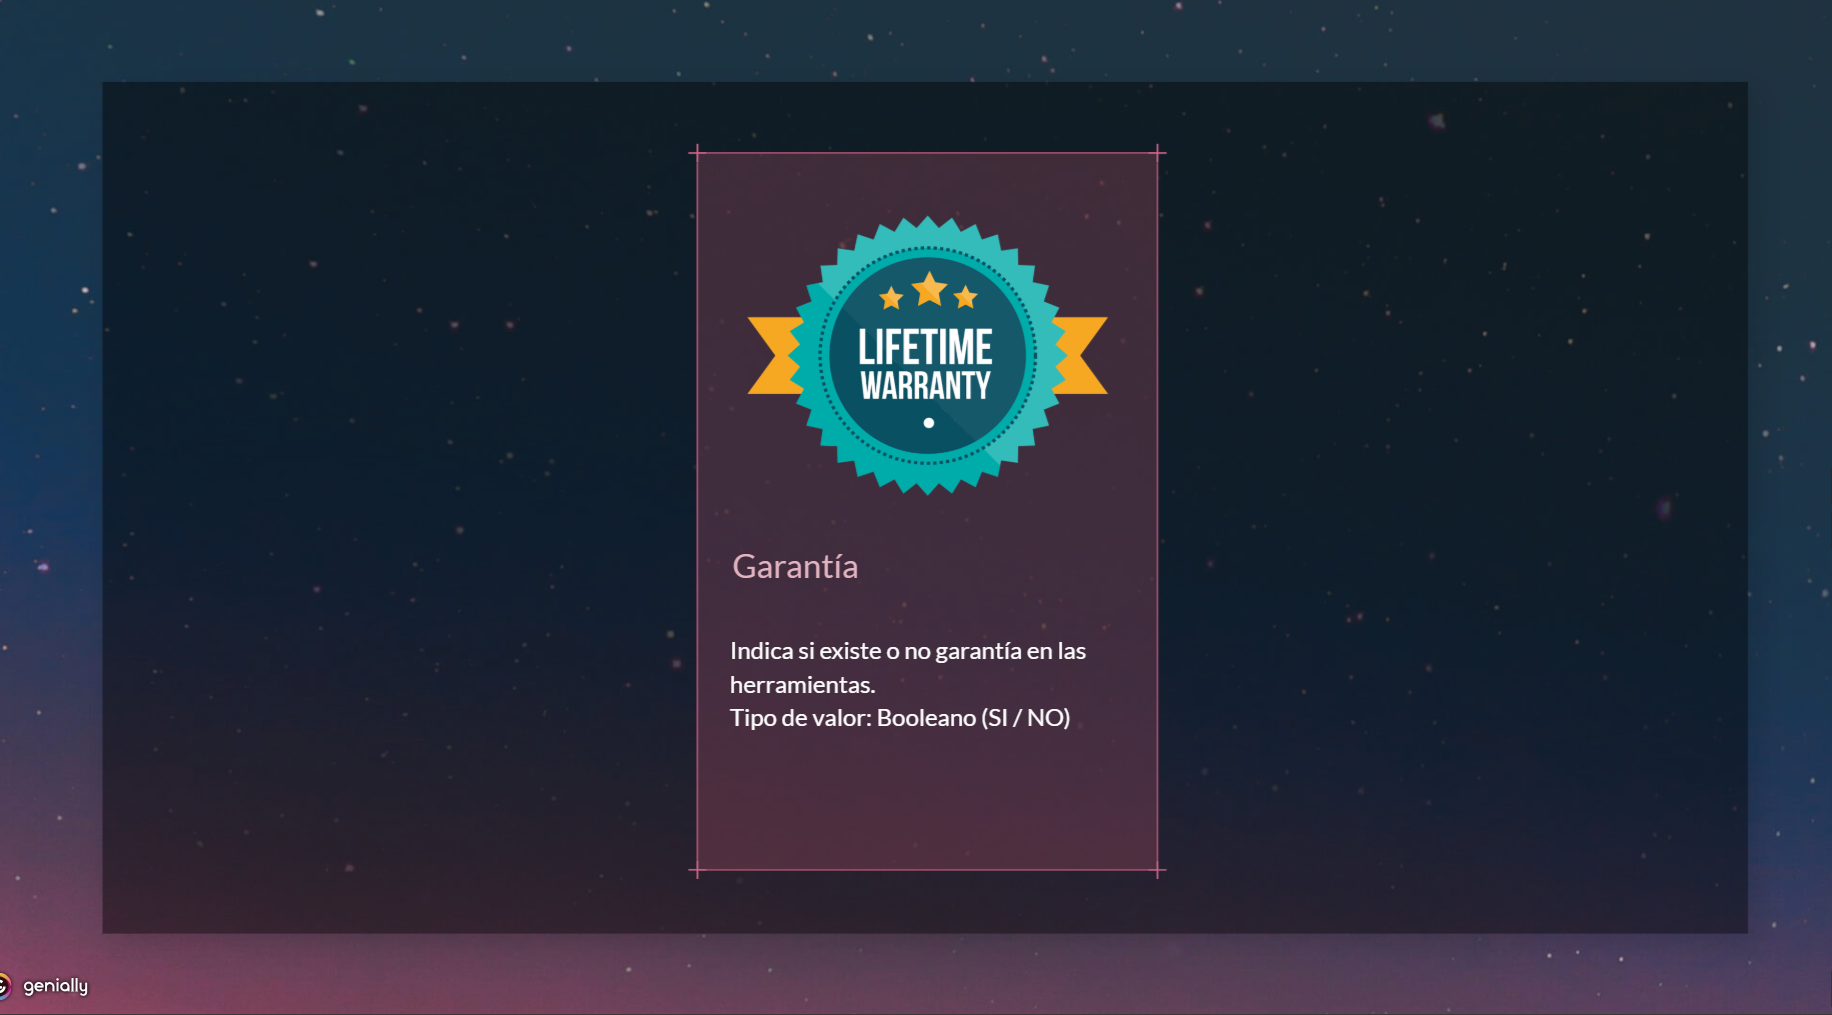 LIFETIME
WARRANTY
Garantía
Indica si existe o no garantía en las
herramientas.
Tipo de valor: Booleano (SI / NO)
genially